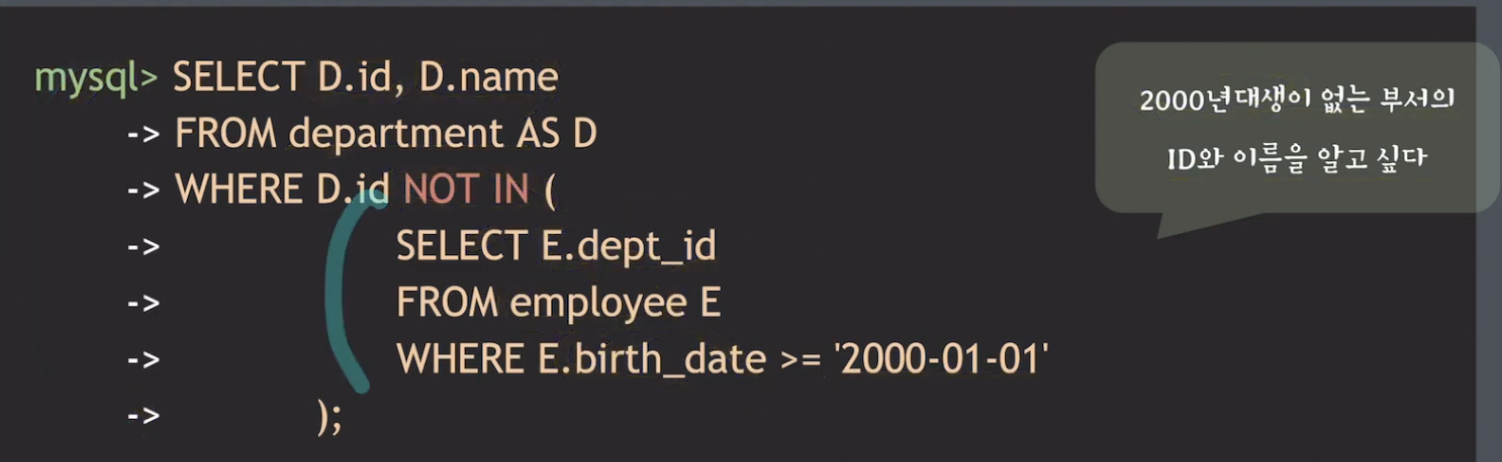 mysql> SELECT D.id, D.name
-> FROM department AS D
-> WHERE D.id NOT IN (
-> SELECT E.dept_id
-> FROM employee E
-> WHERE E.birth_date >= '2000-01-01'
-> );
2000년대생이 없는 부서의
ID와 이름을 알고 싶다